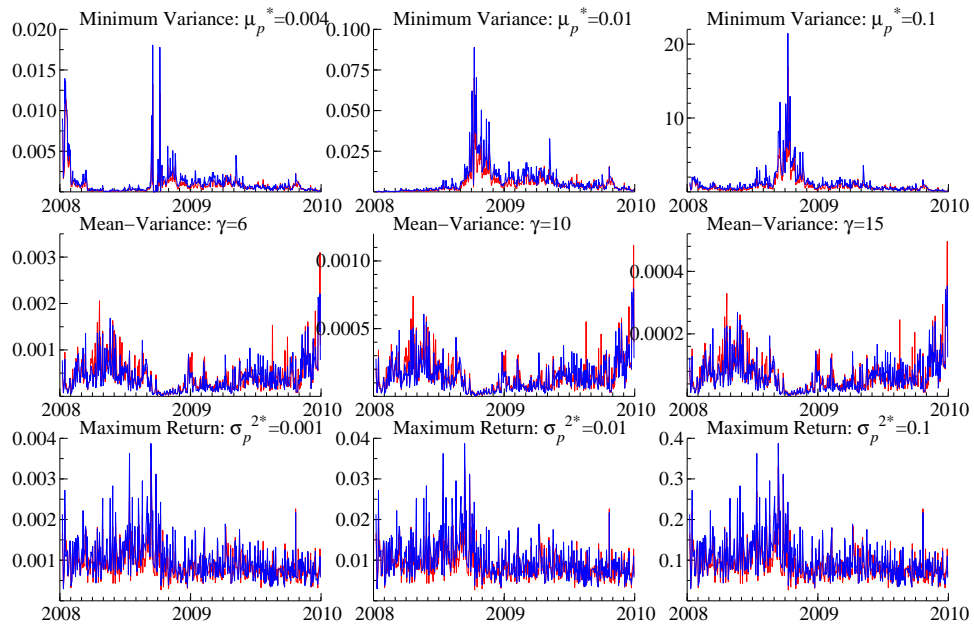 Minimum Variance: μp*=0.004
0.020
0.015
0.010
0.005
2008 2009 2010
Minimum Variance: μp*=0.01
0.100
0.075
0.050
0.025
2008 2009 2010
Minimum Variance: μp*=0.1
20
10
2008 2009 2010
Mean−Variance: γ=6
0.003
0.002
0.001
2008 2009 2010
Mean−Variance: γ=10
0.0010
0.0005
2008 2009 2010
Mean−Variance: γ=15
0.0004
0.0002
2008 2009 2010
Maximum Return: σp2*=0.001
0.004
0.003
0.002
0.001
2008 2009 2010
Maximum Return: σp2*=0.01
0.04
0.03
0.02
0.01
2008 2009 2010
Maximum Return: σp2*=0.1
0.4
0.3
0.2
0.1
2008 2009 2010